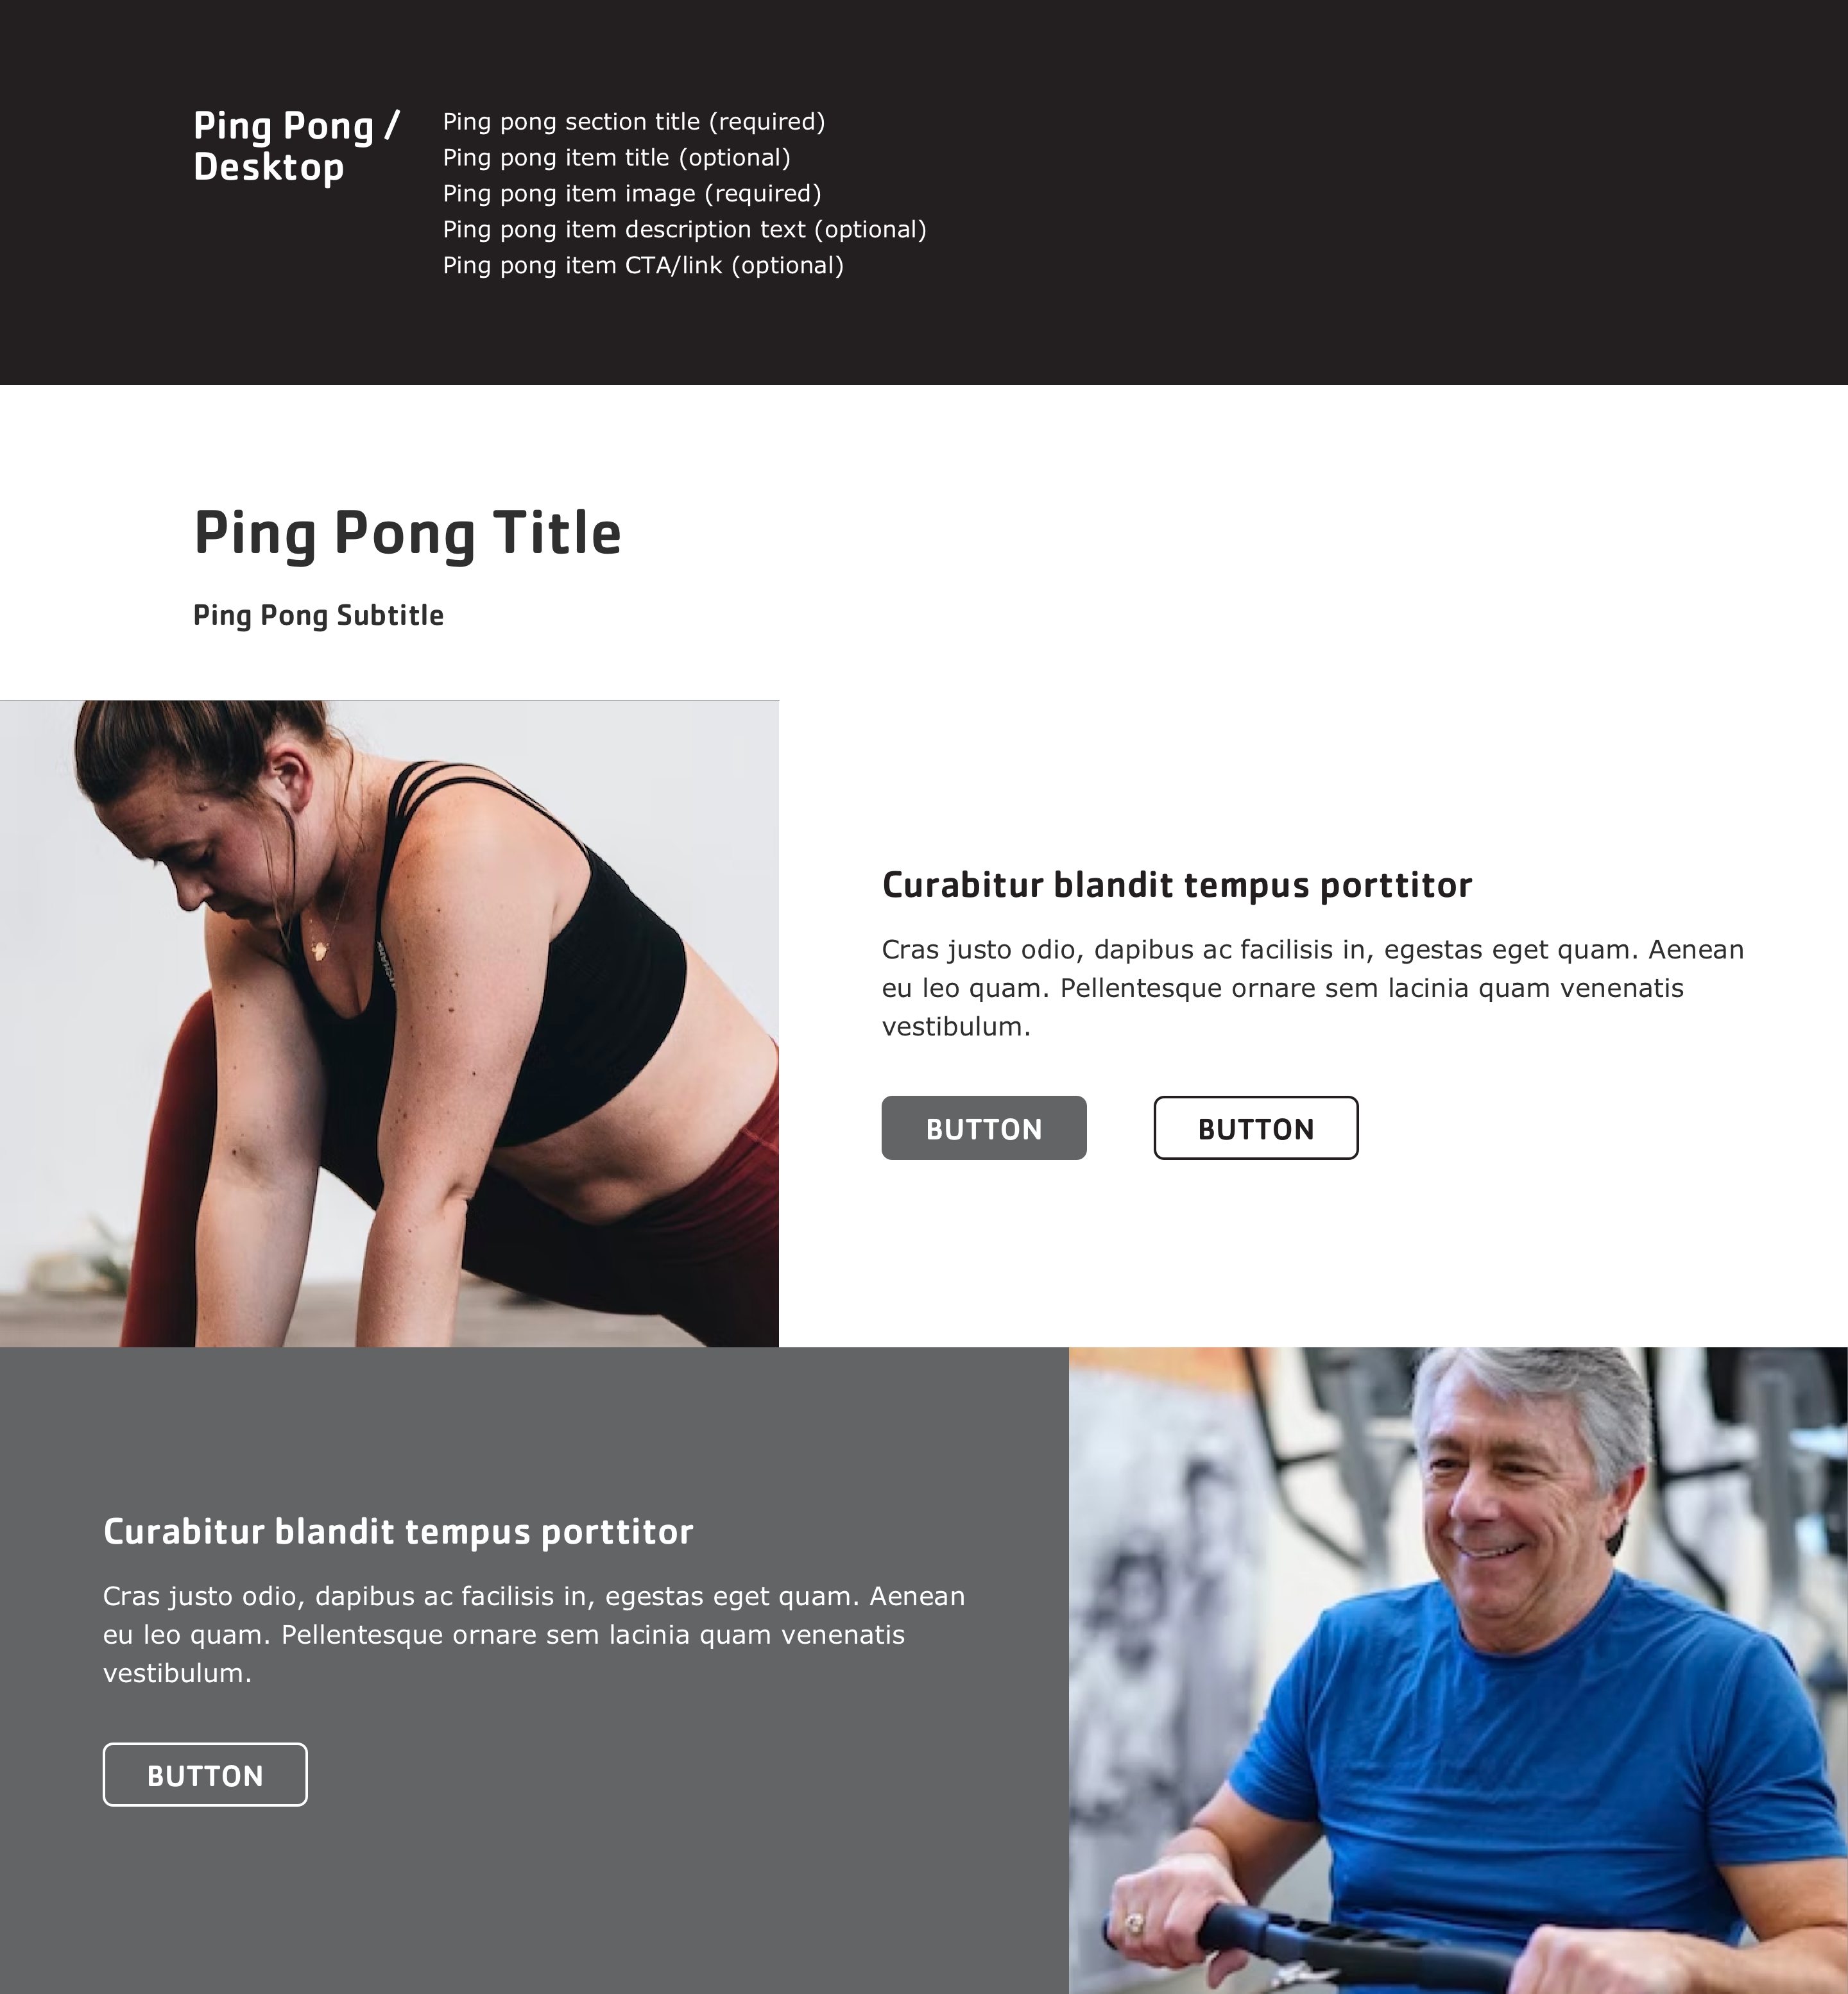 Ping Pong /
Desktop
Ping pong section title (required)
Ping pong item title (optional)
Ping pong item image (required)
Ping pong item description text (optional)
Ping pong item CTA/link (optional)
Ping Pong Title
Ping Pong Subtitle
Curabitur blandit tempus porttitor
Cras justo odio, dapibus ac facilisis in, egestas eget quam. Aenean
eu leo quam. Pellentesque ornare sem lacinia quam venenatis
vestibulum.
BUTTON
BUTTON
Curabitur blandit tempus porttitor
Cras justo odio, dapibus ac facilisis in, egestas eget quam. Aenean
eu leo quam. Pellentesque ornare sem lacinia quam venenatis
vestibulum.
BUTTON